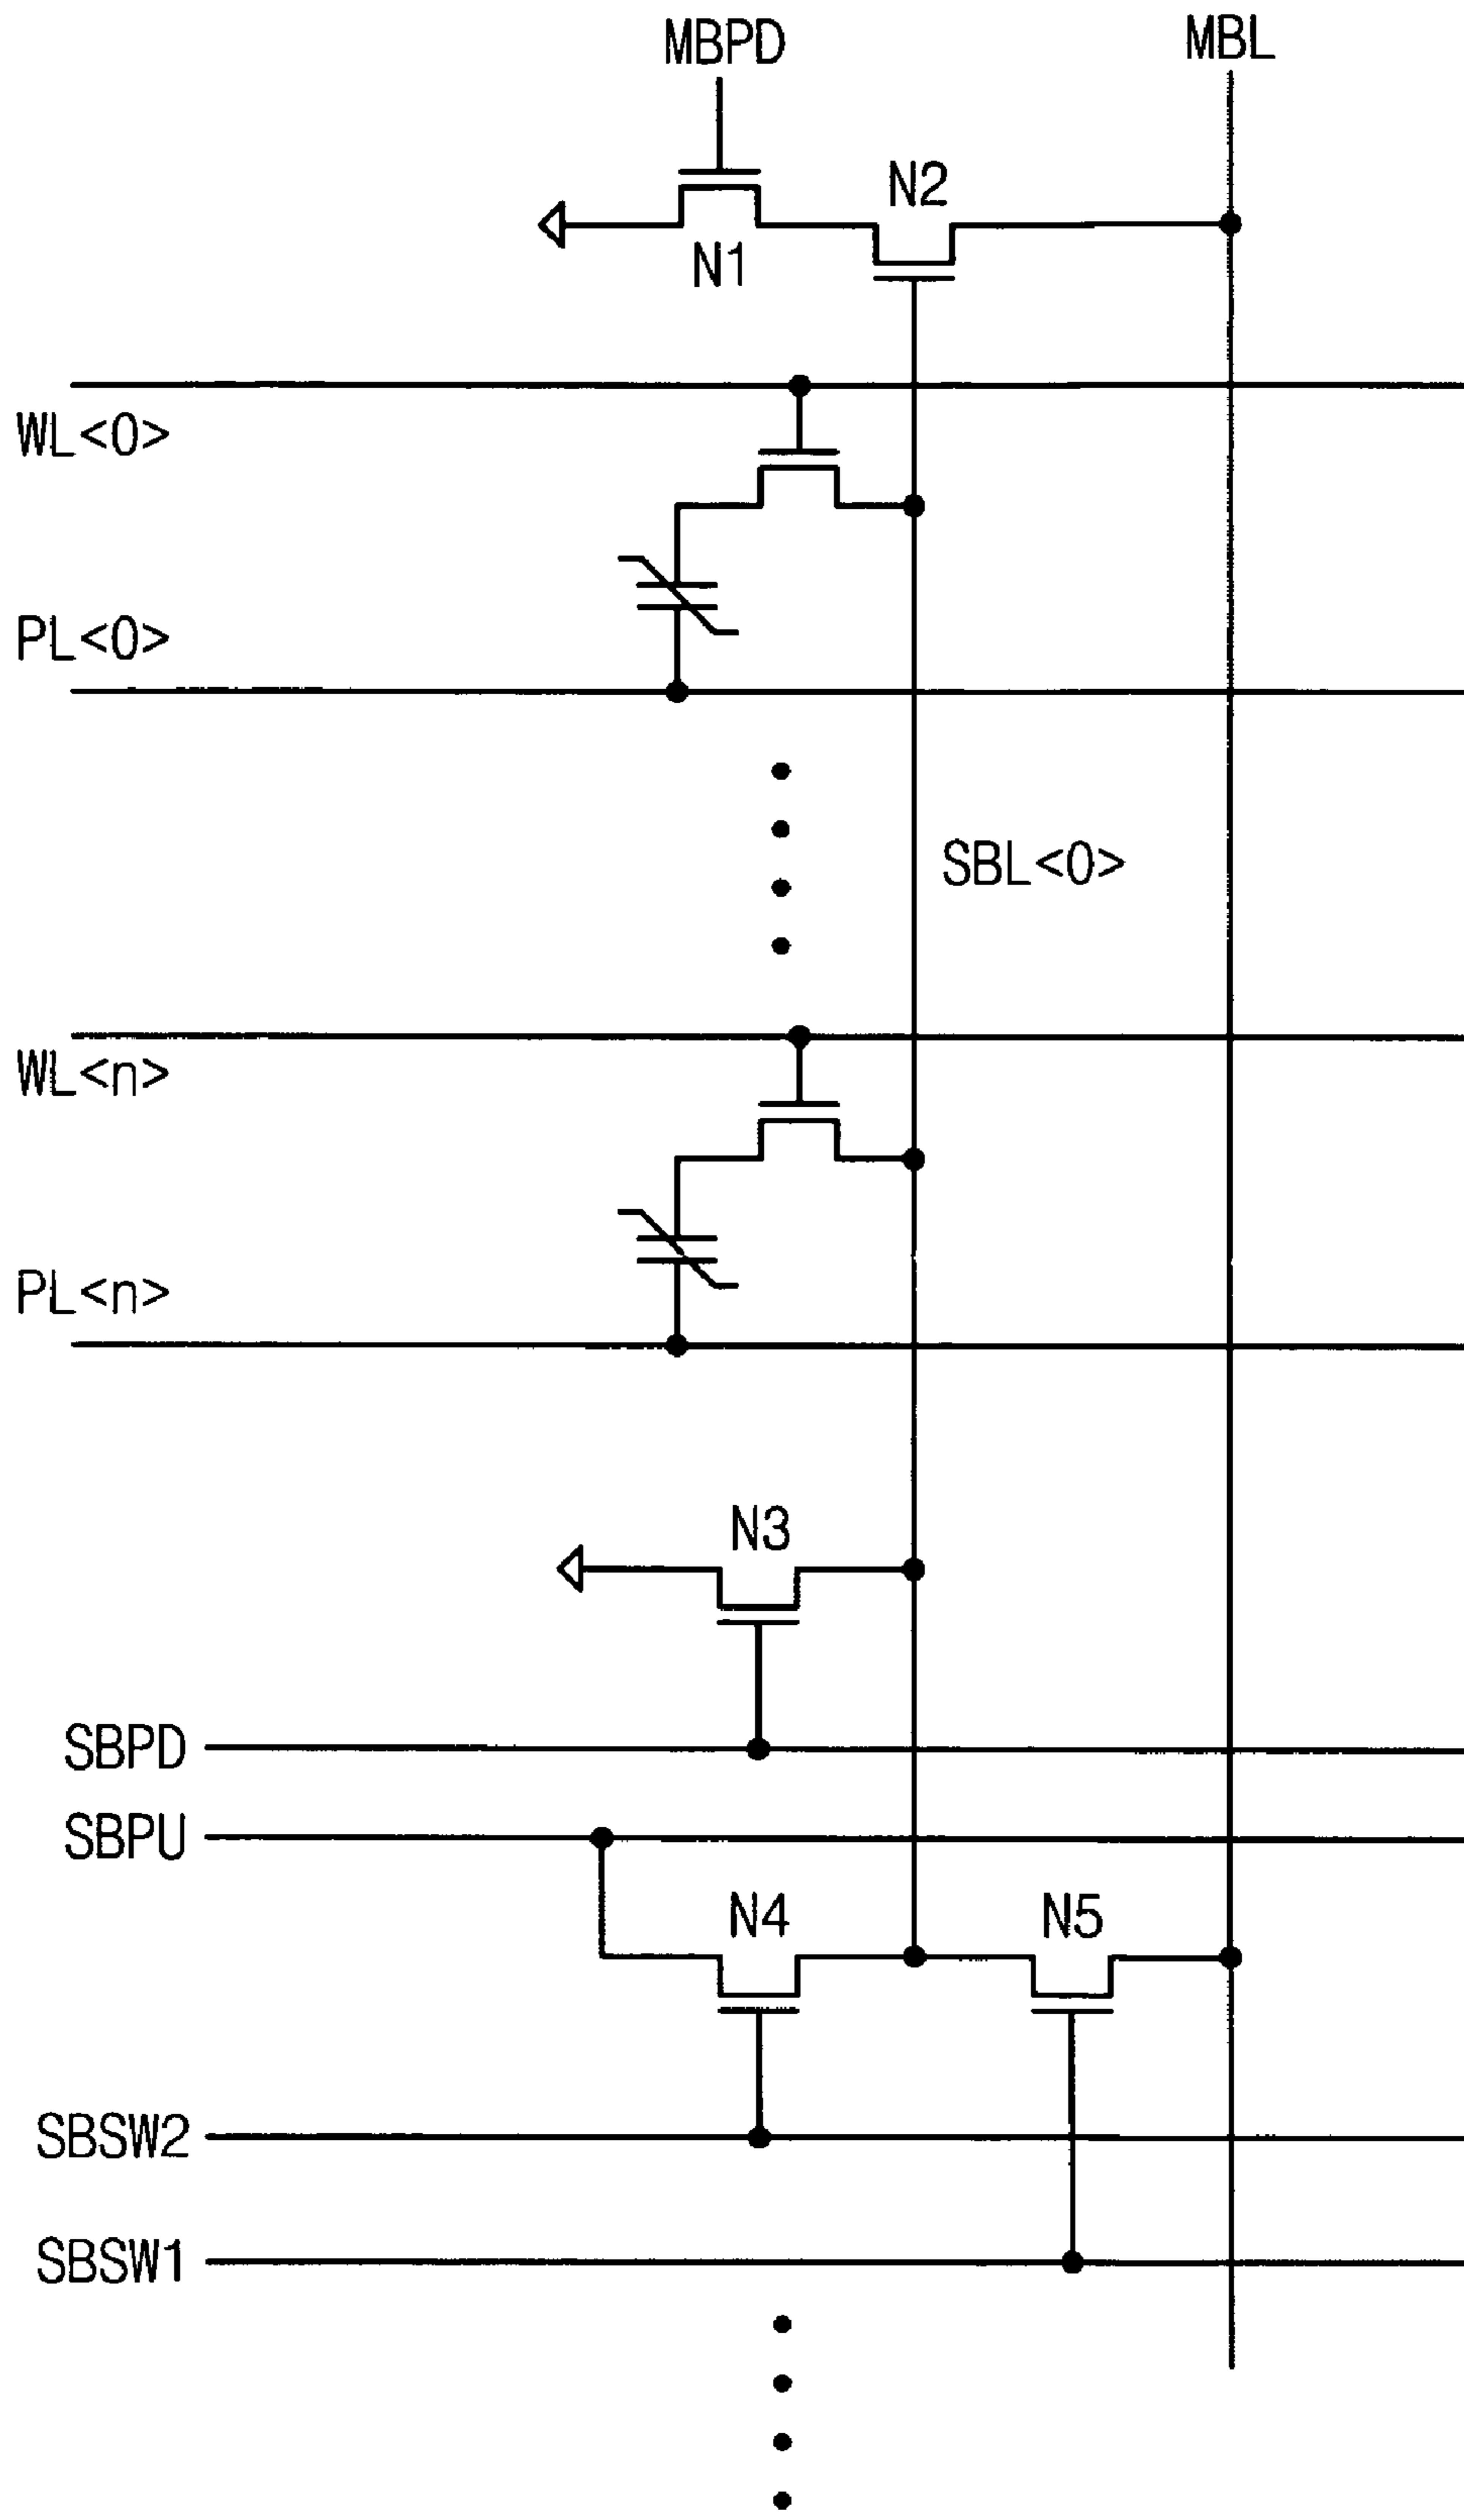 MBPD
MBL
N2
N1
WL<0>
PL<0>
SBL<0>
WL<n>
PL<n>
N3
SBPD
SBPU
N4
N5
SBSW2
SBSW1